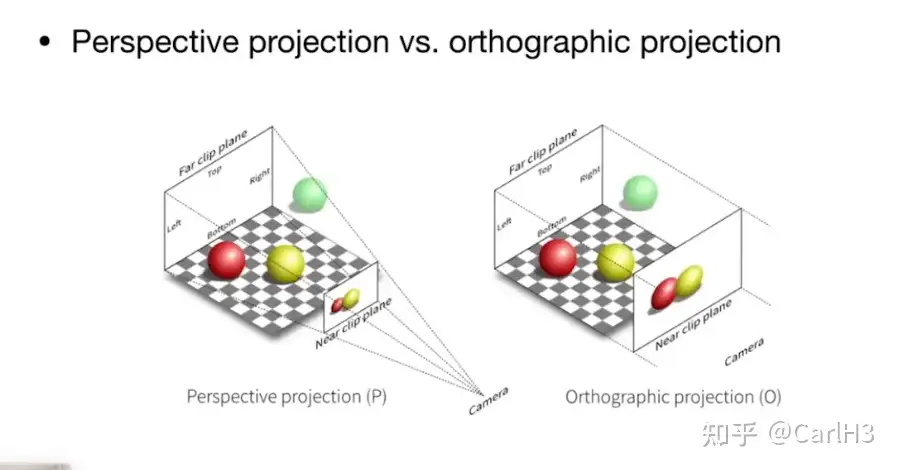 • Perspective projection vs. orthographic projection
Far clip plane
Top
Right
Left
Bottom
Near clip plane
Camera
Perspective projection (P)
Far clip plane
Top
Right
Left
Bottom
Near clip plane
Camera
Orthographic projection (O)
知乎 @CarlH3